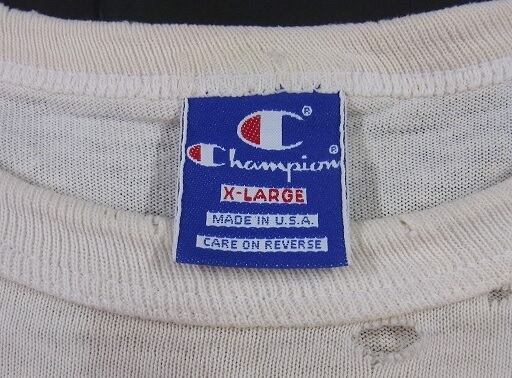 ®
Champion®
X-LARGE
MADE IN U.S.A.
CARE ON REVERSE